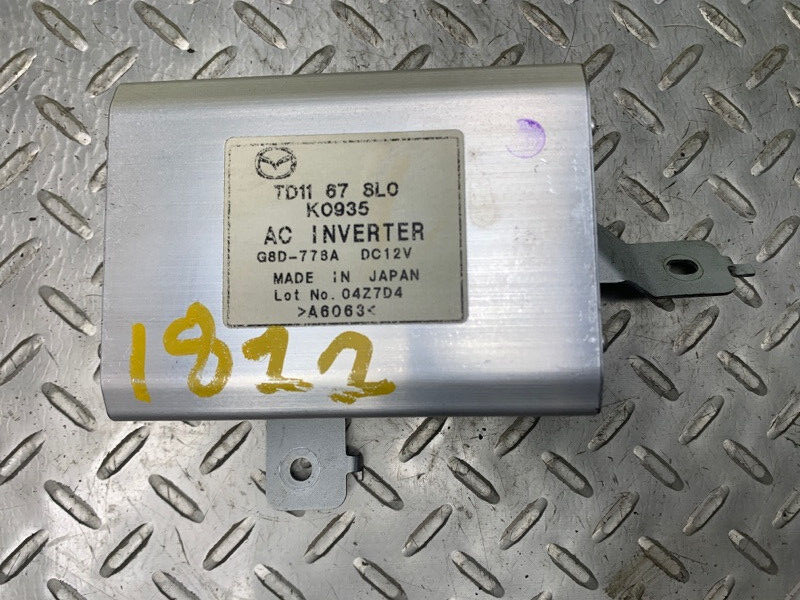 TD11 67 8L0
K0935
AC INVERTER
G8D-778A DC12V
MADE IN JAPAN
Lot No. 04Z7D4
>A6063<
1822